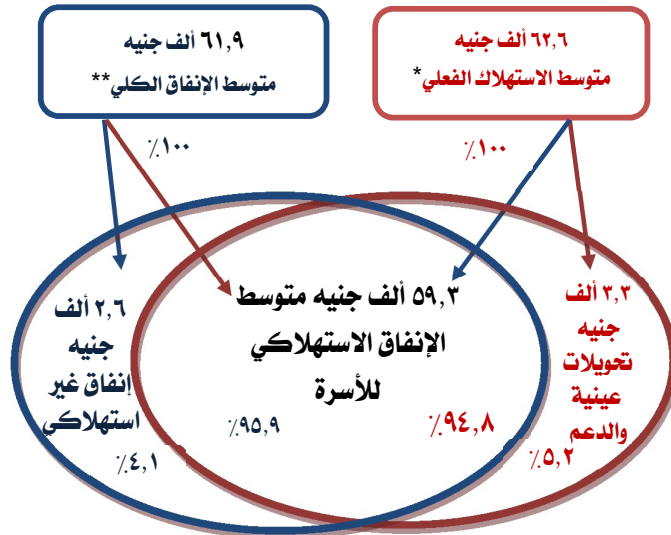 ٦٢,٦ ألف جنيه
متوسط الاستهلاك الفعلي*
٦١,٩ ألف جنيه
متوسط الإنفاق الكلي**
٪١٠٠
٪١٠٠
٣,٣ ألف
جنيه
تحويلات
عينية
والدعم
٪٥,٢
٥٩,٣ ألف جنيه متوسط
الإنفاق الاستهلاكي
للأسرة
٪٩٤,٨
٪٩٥,٩
٢,٦ ألف
جنيه
إنفاق غير
استهلاكي
٪٤,١